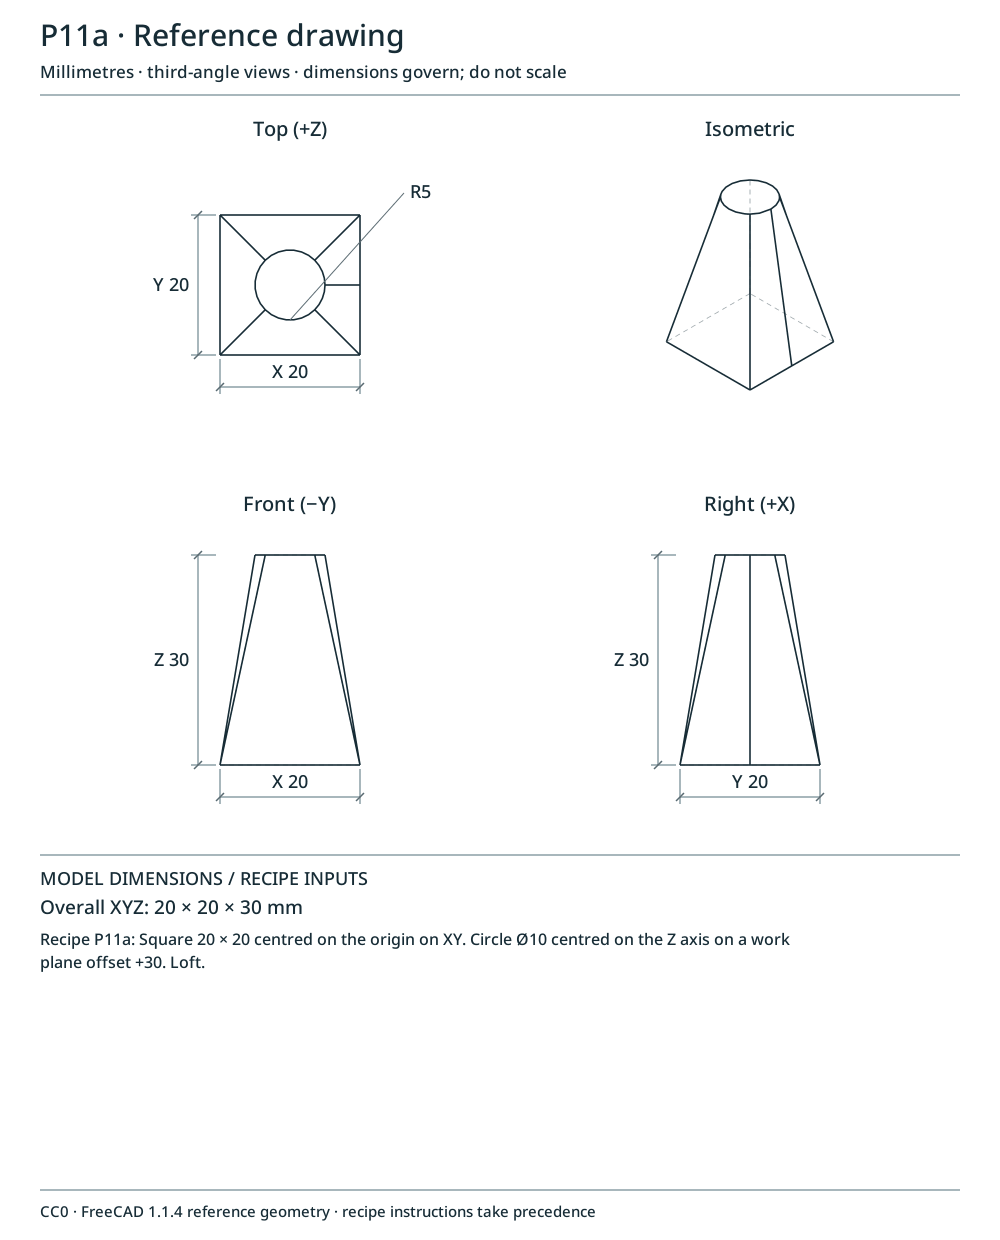 P11a · Reference drawing
Millimetres · third-angle views · dimensions govern; do not scale
Top (+Z)
Isometric
R5
Y 20
X 20
Front (−Y)
Right (+X)
Z 30
Z 30
X 20
Y 20
MODEL DIMENSIONS / RECIPE INPUTS
Overall XYZ: 20 × 20 × 30 mm
Recipe P11a: Square 20 × 20 centred on the origin on XY. Circle Ø10 centred on the Z axis on a work
plane offset +30. Loft.
CC0 · FreeCAD 1.1.4 reference geometry · recipe instructions take precedence